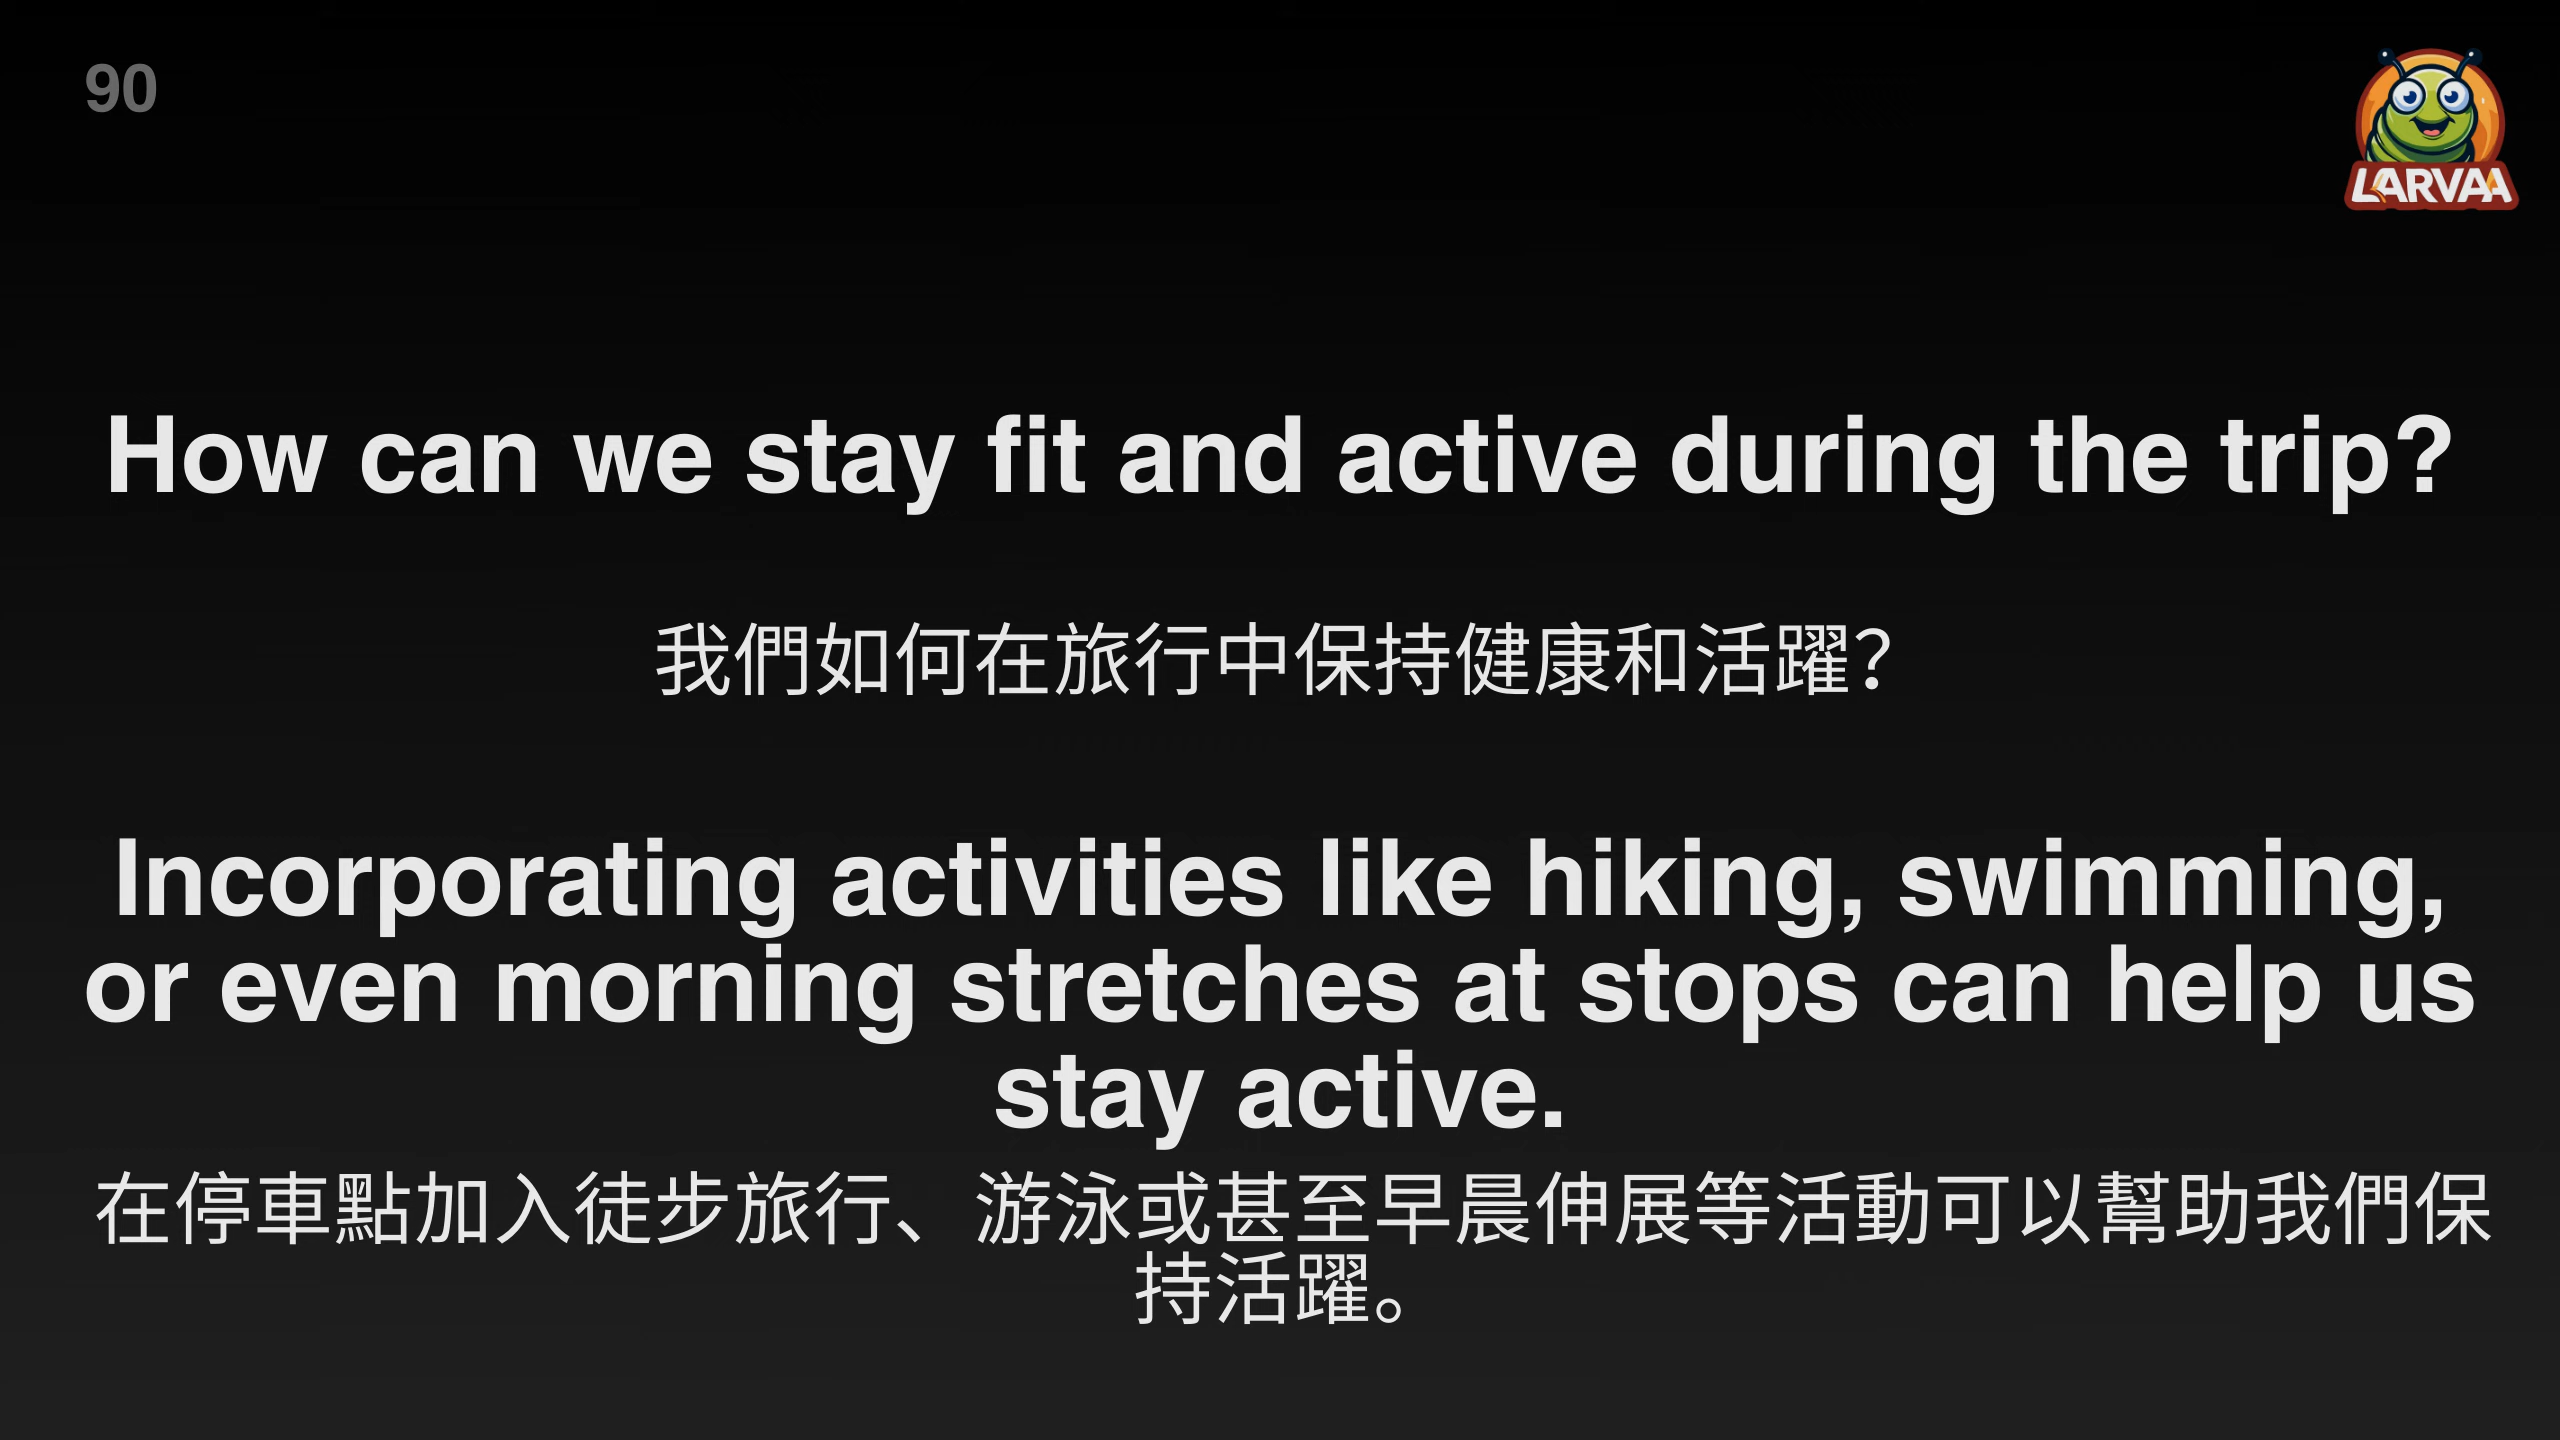 90
LARVAA
How can we stay fit and active during the trip?
我們如何在旅行中保持健康和活躍？
Incorporating activities like hiking, swimming,
or even morning stretches at stops can help us
stay active.
在停車點加入徒步旅行、游泳或甚至早晨伸展等活動可以幫助我們保
持活躍。